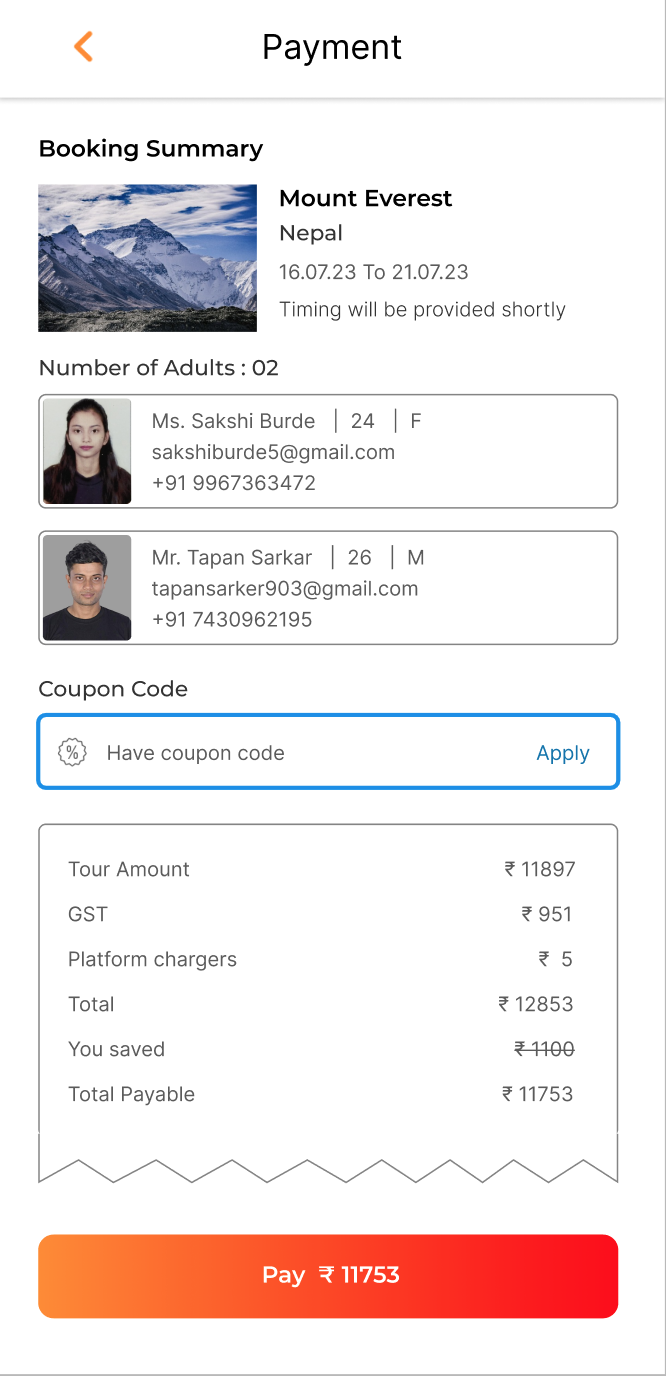 Payment
Booking Summary
Mount Everest
Nepal
16.07.23 To 21.07.23
Timing will be provided shortly
Number of Adults : 02
Ms. Sakshi Burde | 24 | F
sakshiburde5@gmail.com
+91 9967363472
Mr. Tapan Sarkar | 26 | M
tapansarker903@gmail.com
+91 7430962195
Coupon Code
% Have coupon code Apply
Tour Amount ₹ 11897
GST ₹ 951
Platform chargers ₹ 5
Total ₹ 12853
You saved ₹ 1100
Total Payable ₹ 11753
Pay ₹ 11753